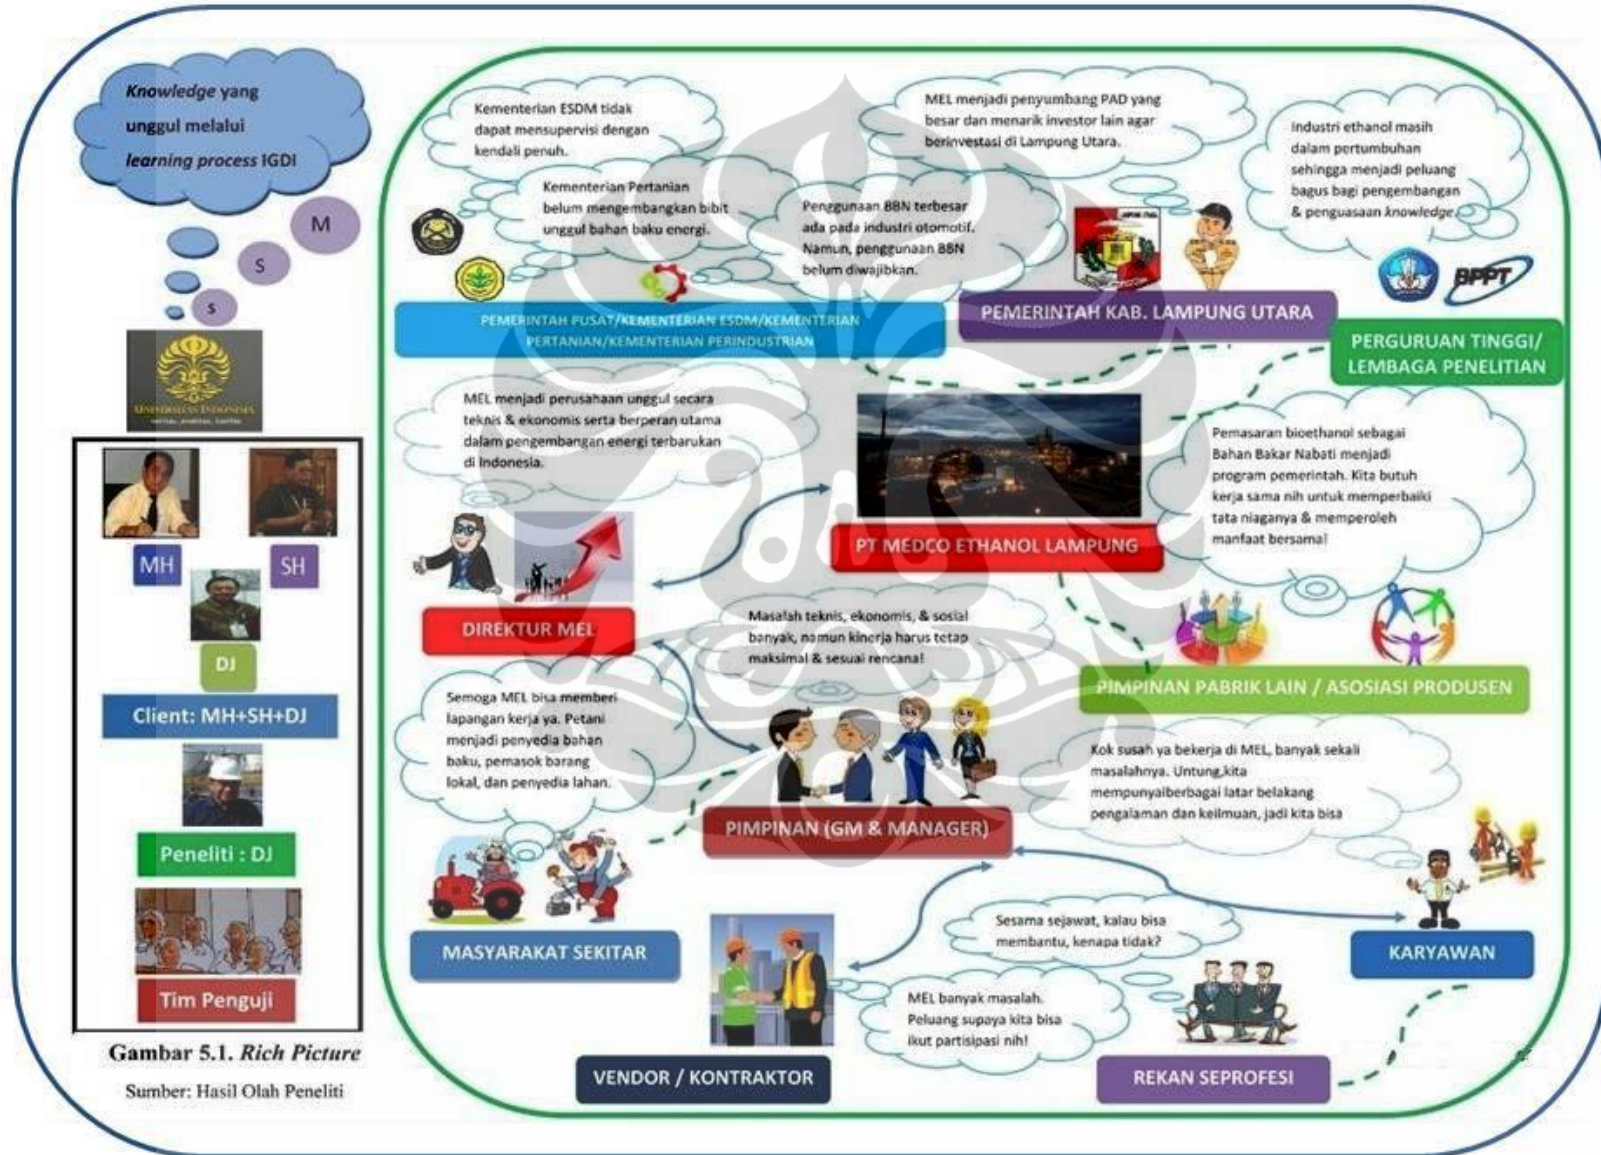 Knowledge yang
unggul melalui
learning process IGDI
M
S
s
UNIVERSITAS INDONESIA
MH
SH
DJ
Client: MH+SH+DJ
Peneliti : DJ
Tim Penguji
Gambar 5.1. Rich Picture
Sumber: Hasil Olah Peneliti
Kementerian ESDM tidak
dapat mensupervisi dengan
kendali penuh.
Kementerian Pertanian
belum mengembangkan bibit
unggul bahan baku energi.
Penggunaan BBN terbesar
ada pada industri otomotif.
Namun, penggunaan BBN
belum diwajibkan.
PEMERINTAH PUSAT/KEMENTERIAN ESDM/KEMENTERIAN
PERTANIAN/KEMENTERIAN PERINDUSTRIAN
MEL menjadi penyumbang PAD yang
besar dan menarik investor lain agar
berinvestasi di Lampung Utara.
PEMERINTAH KAB. LAMPUNG UTARA
Industri ethanol masih
dalam pertumbuhan
sehingga menjadi peluang
bagus bagi pengembangan
& penguasaan knowledge.
BPPT
PERGURUAN TINGGI/
LEMBAGA PENELITIAN
MEL menjadi perusahaan unggul secara
teknis & ekonomis serta berperan utama
dalam pengembangan energi terbarukan
di Indonesia.
DIREKTUR MEL
PT MEDCO ETHANOL LAMPUNG
Pemasaran bioethanol sebagai
Bahan Bakar Nabati menjadi
program pemerintah. Kita butuh
kerja sama nih untuk memperbaiki
tata niaganya & memperoleh
manfaat bersama!
PIMPINAN PABRIK LAIN / ASOSIASI PRODUSEN
Masalah teknis, ekonomis, & sosial
banyak, namun kinerja harus tetap
maksimal & sesuai rencana!
PIMPINAN (GM & MANAGER)
Semoga MEL bisa memberi
lapangan kerja ya. Petani
menjadi penyedia bahan
baku, pemasok barang
lokal, dan penyedia lahan.
MASYARAKAT SEKITAR
Kok susah ya bekerja di MEL, banyak sekali
masalahnya. Untung,kita
mempunyaiberbagai latar belakang
pengalaman dan keilmuan, jadi kita bisa
KARYAWAN
Sesama sejawat, kalau bisa
membantu, kenapa tidak?
REKAN SEPROFESI
MEL banyak masalah.
Peluang supaya kita bisa
ikut partisipasi nih!
VENDOR / KONTRAKTOR